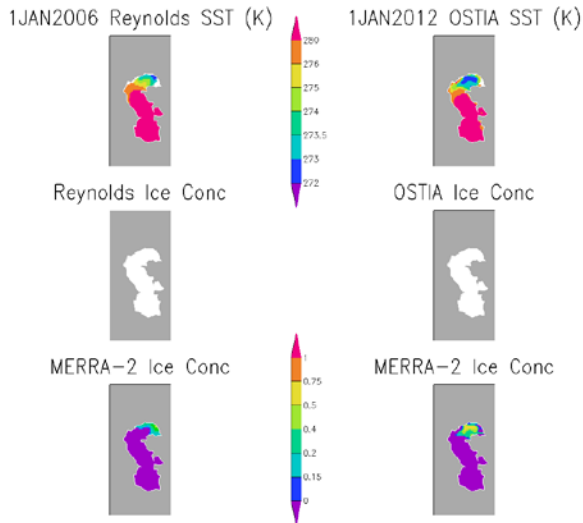 1JAN2006 Reynolds SST (K)
1JAN2012 OSTIA SST (K)
280
276
275
274
273.5
273
272
Reynolds Ice Conc
OSTIA Ice Conc
MERRA-2 Ice Conc
MERRA-2 Ice Conc
1
0.75
0.5
0.4
0.2
0.15
0